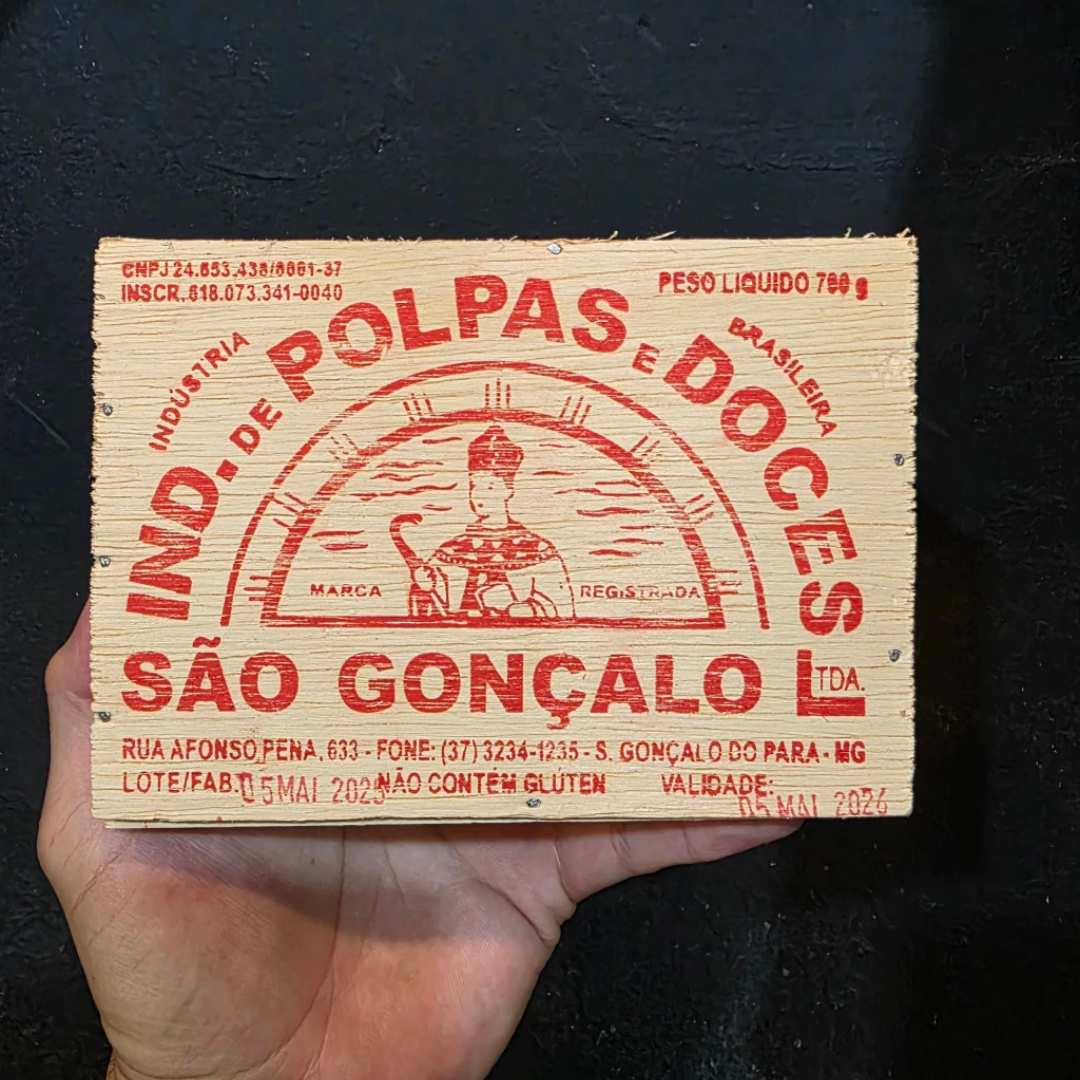 CNPJ 24.653.438/0001-37
INSCR. 618.073.341-0040
PESO LIQUIDO 700 g
INDÚSTRIA
BRASILEIRA
IND. DE POLPAS E DOCES
MARCA
REGISTRADA
SÃO GONÇALO LTDA.
RUA AFONSO PENA, 633 - FONE: (37) 3234-1235 - S. GONÇALO DO PARA - MG
LOTE/FAB. 05 MAI 2025 NÃO CONTEM GLÚTEN VALIDADE: 05 MAI 2026